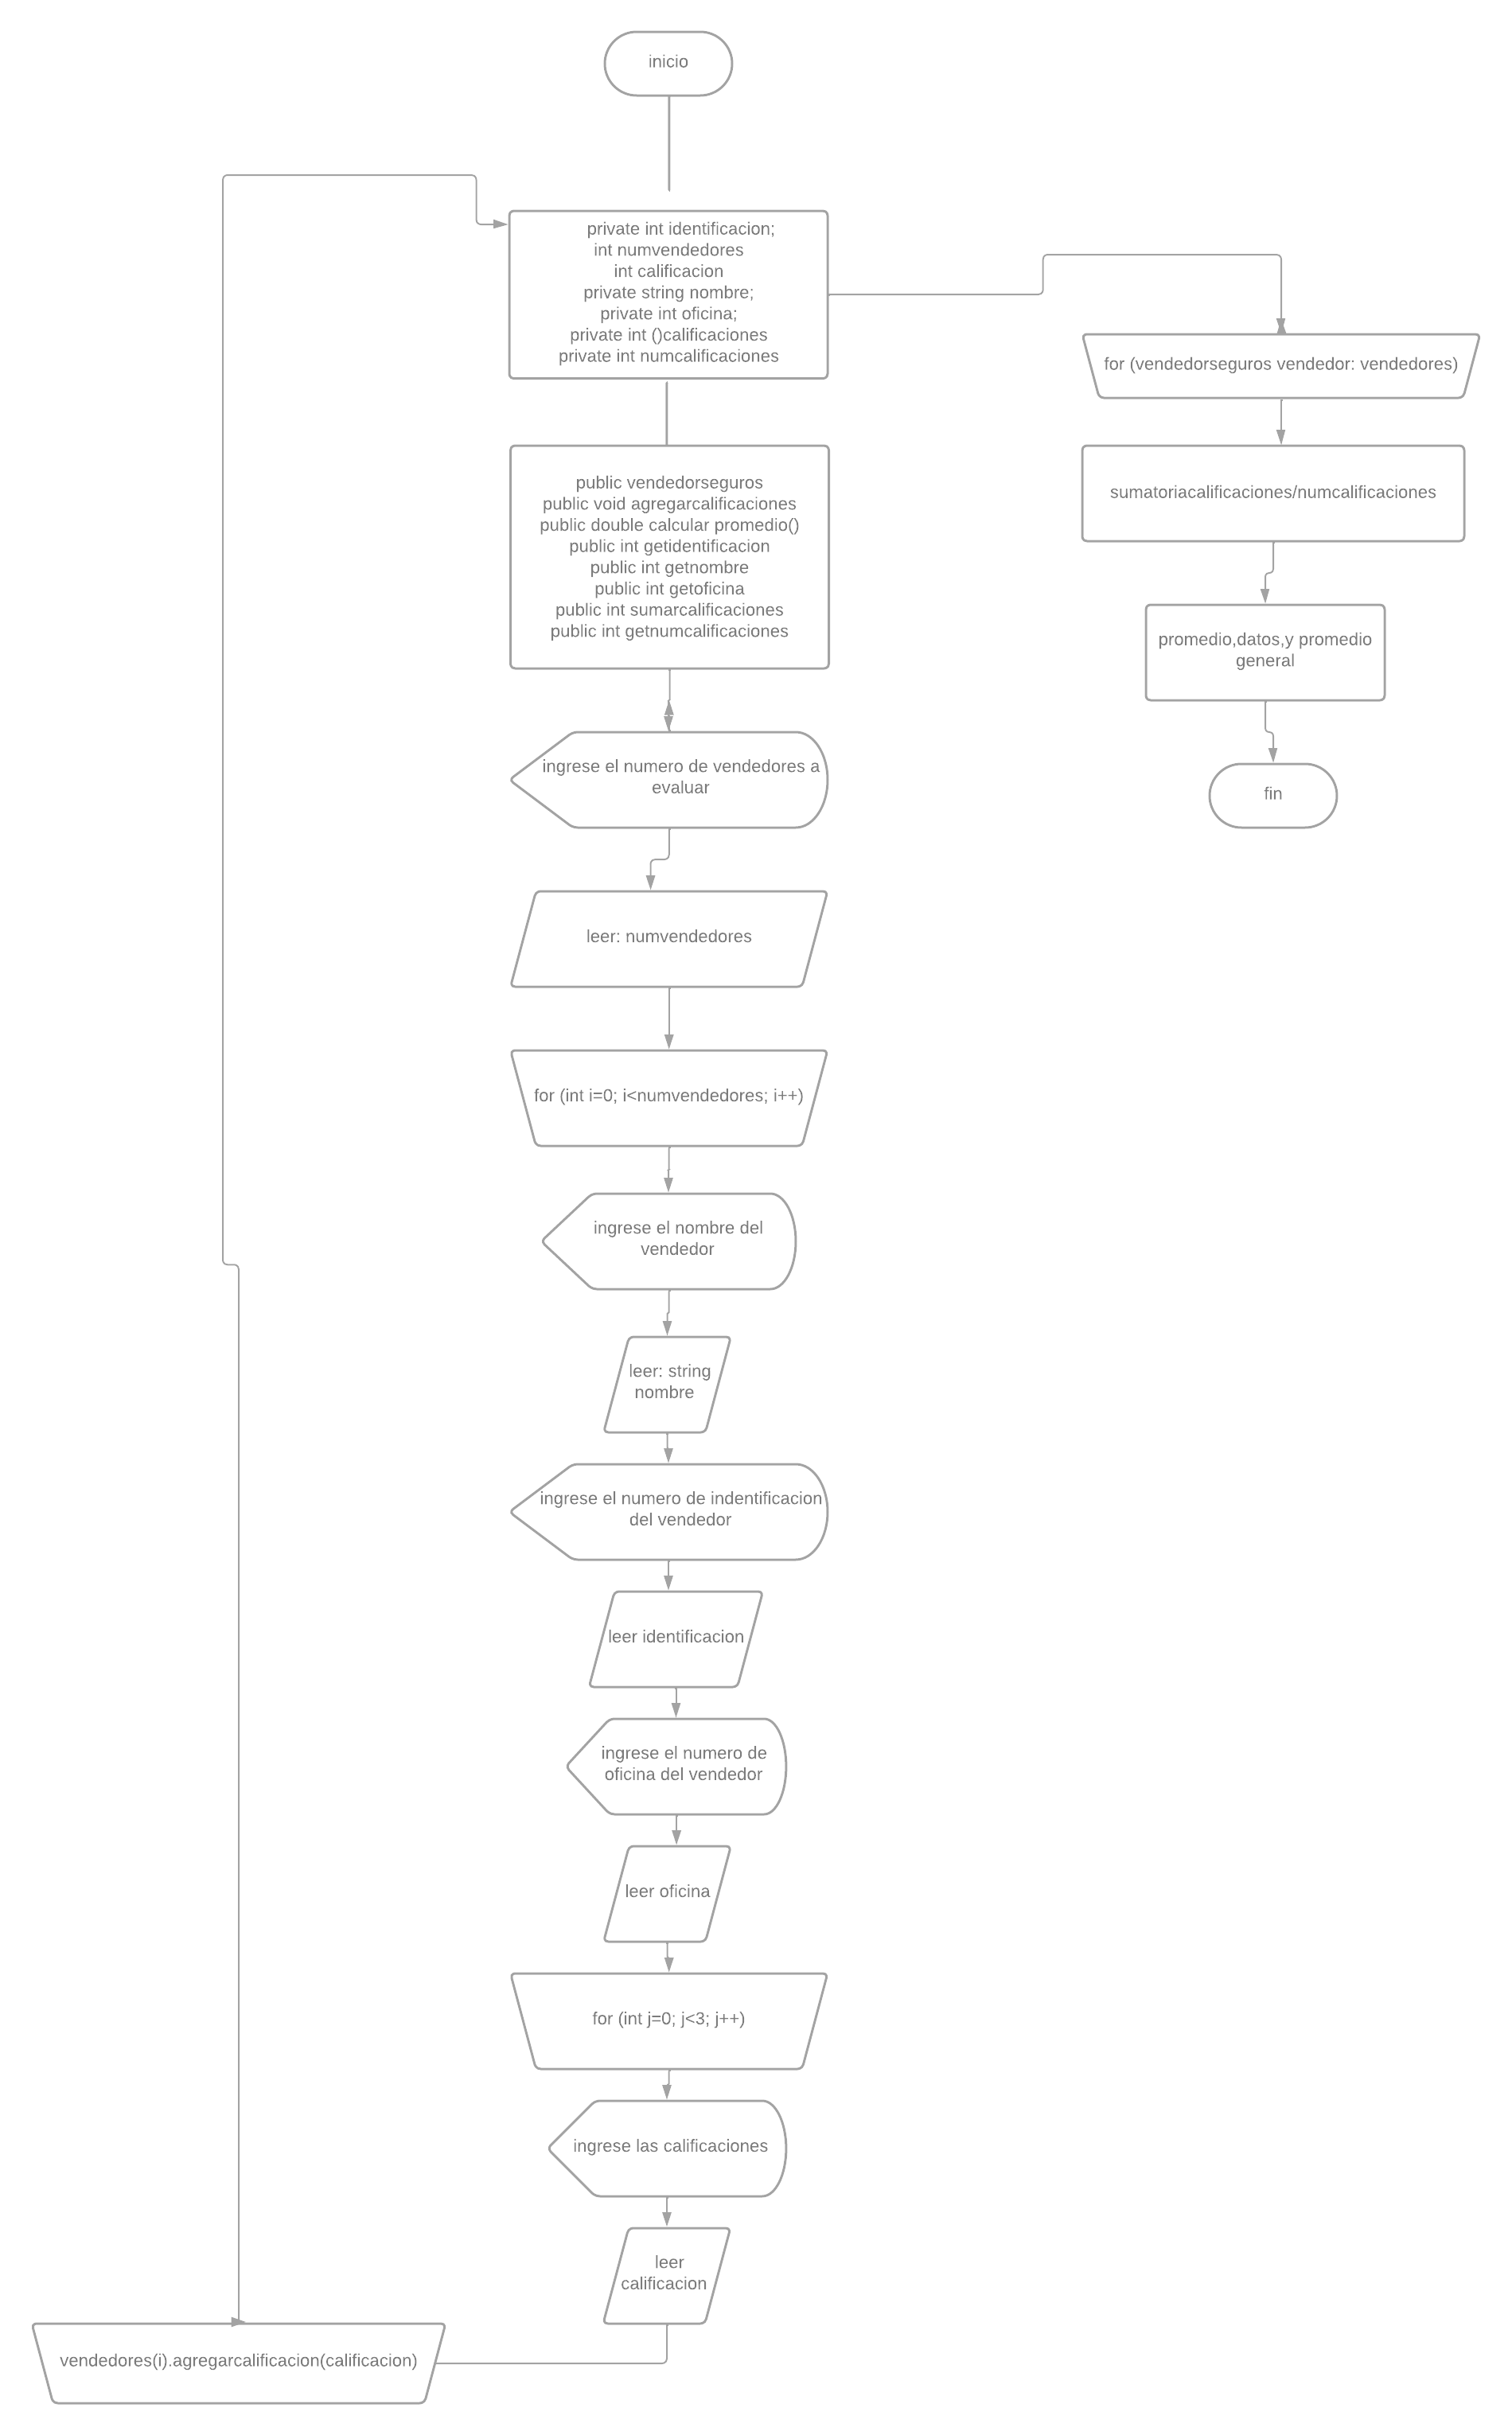 inicio
private int identificacion;
int numvendedores
int calificacion
private string nombre;
private int oficina;
private int ()calificaciones
private int numcalificaciones
public vendedorseguros
public void agregarcalificaciones
public double calcular promedio()
public int getidentificacion
public int getnombre
public int getoficina
public int sumarcalificaciones
public int getnumcalificaciones
ingrese el numero de vendedores a
evaluar
leer: numvendedores
for (int i=0; i<numvendedores; i++)
ingrese el nombre del
vendedor
leer: string
nombre
ingrese el numero de indentificacion
del vendedor
leer identificacion
ingrese el numero de
oficina del vendedor
leer oficina
for (int j=0; j<3; j++)
ingrese las calificaciones
leer
calificacion
vendedores(i).agregarcalificacion(calificacion)
for (vendedorseguros vendedor: vendedores)
sumatoriacalificaciones/numcalificaciones
promedio,datos,y promedio
general
fin